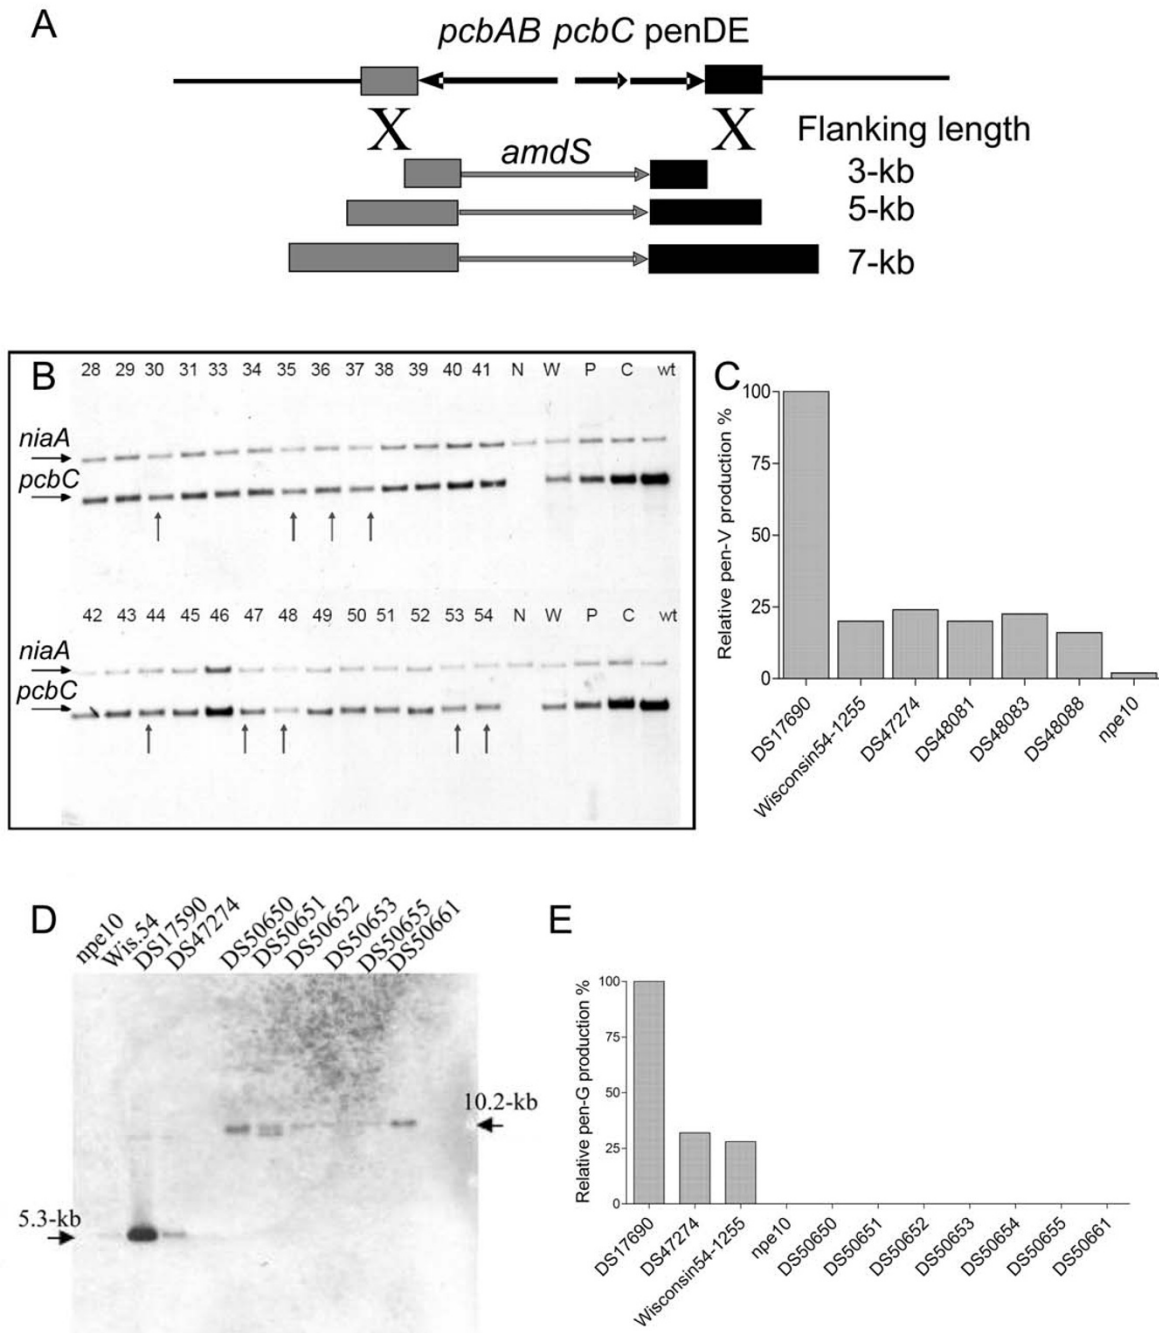 A
pcbAB pcbC penDE
X X
Flanking length
amdS
3-kb
5-kb
7-kb
B
28 29 30 31 33 34 35 36 37 38 39 40 41 N W P C wt
niaA
pcbC
42 43 44 45 46 47 48 49 50 51 52 53 54 N W P C wt
niaA
pcbC
C
Relative pen-V production %
100
75
50
25
0
DS17690
Wisconsin54-1255
DS47274
DS48081
DS48083
DS48088
npe10
D
npe10
Wis.54
DS17590
DS47274
DS50650
DS50651
DS50652
DS50653
DS50655
DS50661
10.2-kb
5.3-kb
E
Relative pen-G production %
100
75
50
25
0
DS17690
DS47274
Wisconsin54-1255
npe10
DS50650
DS50651
DS50652
DS50653
DS50654
DS50655
DS50661